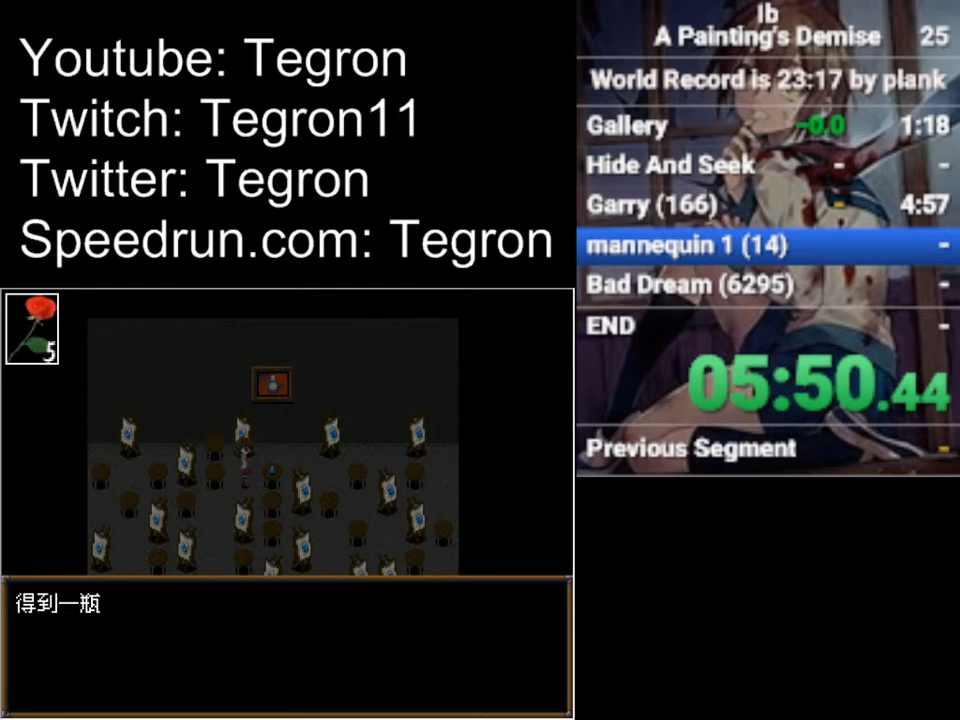 Youtube: Tegron
Twitch: Tegron11
Twitter: Tegron
Speedrun.com: Tegron
Ib
A Painting's Demise 25
World Record is 23:17 by plank
Gallery -0.0 1:18
Hide And Seek - -
Garry (166) - 4:57
mannequin 1 (14) -
Bad Dream (6295) -
END -
05:50.44
Previous Segment -
5
得到一瓶